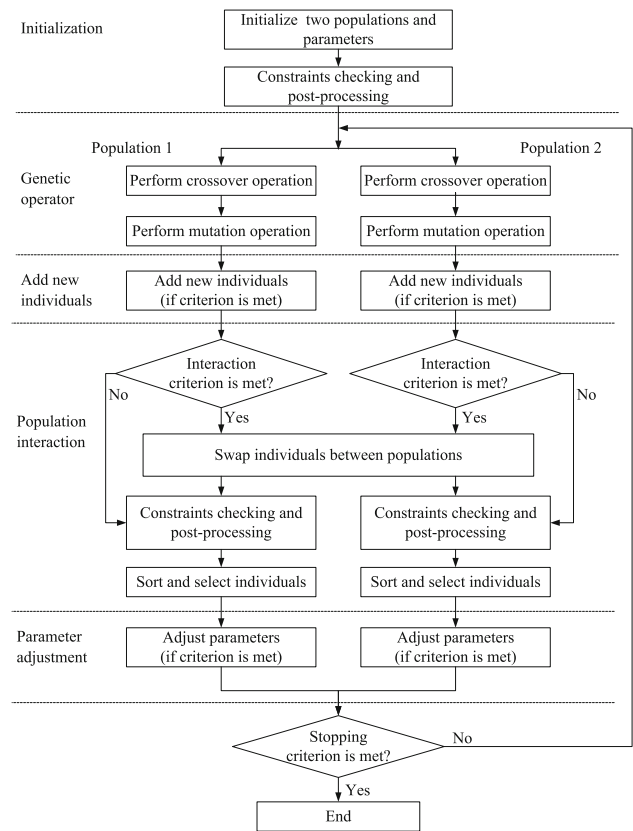 Initialization
Initialize two populations and
parameters
Constraints checking and
post-processing
Population 1
Population 2
Genetic
operator
Perform crossover operation
Perform crossover operation
Perform mutation operation
Perform mutation operation
Add new
individuals
Add new individuals
(if criterion is met)
Add new individuals
(if criterion is met)
Population
interaction
Interaction
criterion is met?
Interaction
criterion is met?
No
Yes
Yes
No
Swap individuals between populations
Constraints checking and
post-processing
Constraints checking and
post-processing
Sort and select individuals
Sort and select individuals
Parameter
adjustment
Adjust parameters
(if criterion is met)
Adjust parameters
(if criterion is met)
Stopping
criterion is met?
No
Yes
End